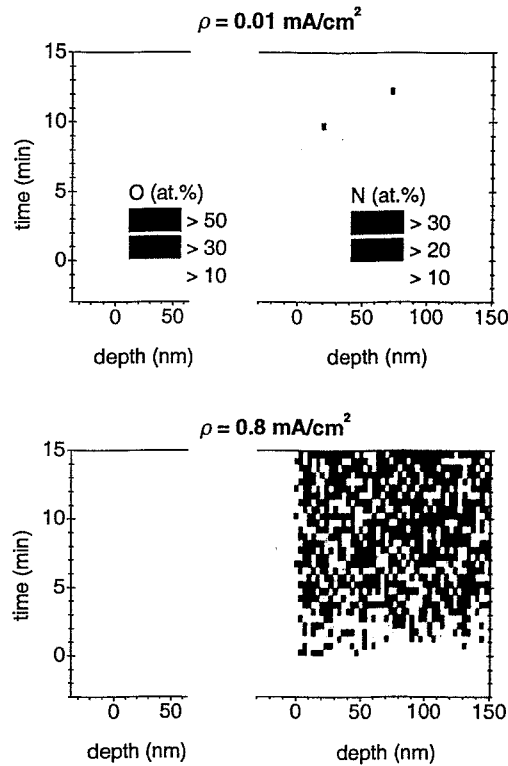 ρ = 0.01 mA/cm²
15
10
5
0
time (min)
O (at.%)
> 50
> 30
> 10
N (at.%)
> 30
> 20
> 10
0 50
0 50 100 150
depth (nm)
depth (nm)
ρ = 0.8 mA/cm²
15
10
5
0
time (min)
0 50
0 50 100 150
depth (nm)
depth (nm)